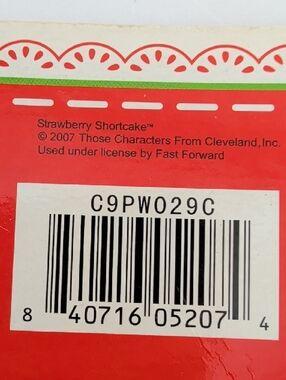 Strawberry Shortcake™
© 2007 Those Characters From Cleveland, Inc.
Used under license by Fast Forward
C9PW029C
8 40716 05207 4